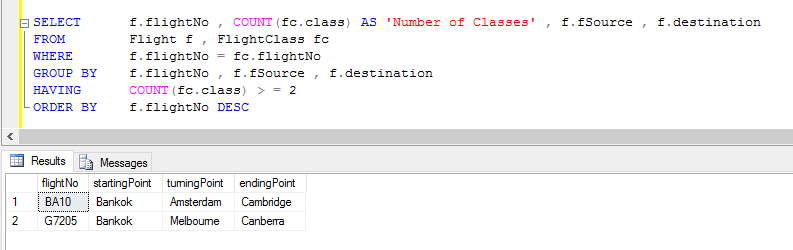 SELECT f.flightNo , COUNT(fc.class) AS 'Number of Classes' , f.fSource , f.destination
FROM Flight f , FlightClass fc
WHERE f.flightNo = fc.flightNo
GROUP BY f.flightNo , f.fSource , f.destination
HAVING COUNT(fc.class) > = 2
ORDER BY f.flightNo DESC
Results Messages
flightNo startingPoint turningPoint endingPoint
1 BA10 Bankok Amsterdam Cambridge
2 G7205 Bankok Melbourne Canberra